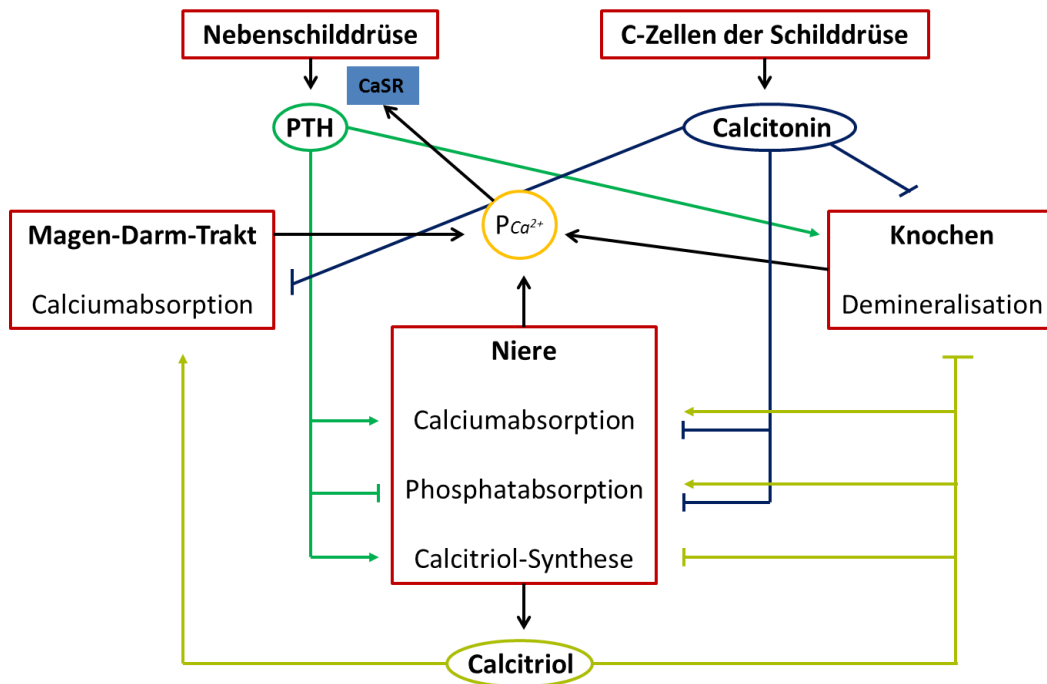 Nebenschilddrüse
C-Zellen der Schilddrüse
CaSR
PTH
Calcitonin
PCa²⁺
Magen-Darm-Trakt
Calciumabsorption
Knochen
Demineralisation
Niere
Calciumabsorption
Phosphatabsorption
Calcitriol-Synthese
Calcitriol